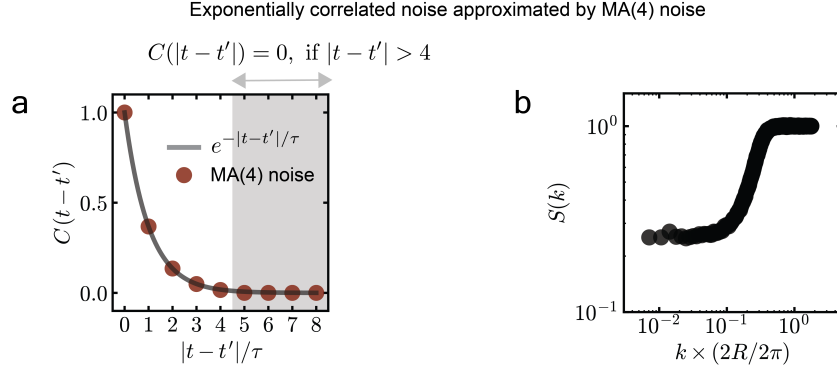 Exponentially correlated noise approximated by MA(4) noise
C(|t − t′|) = 0, if |t − t′| > 4
a
1.0
0.5
0.0
C(t − t′)
e^{−|t−t′|/τ}
MA(4) noise
0 1 2 3 4 5 6 7 8
|t − t′|/τ
b
10^0
10^{−1}
S(k)
10^{−2} 10^{−1} 10^0
k × (2R/2π)